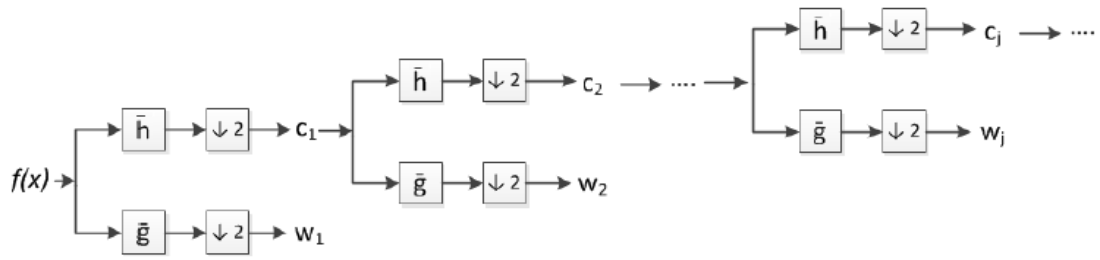 h̄ ↓ 2 cⱼ ....
h̄ ↓ 2 c₂ ....
h̄ ↓ 2 c₁
ḡ ↓ 2 wⱼ
f(x)
ḡ ↓ 2 w₂
ḡ ↓ 2 w₁